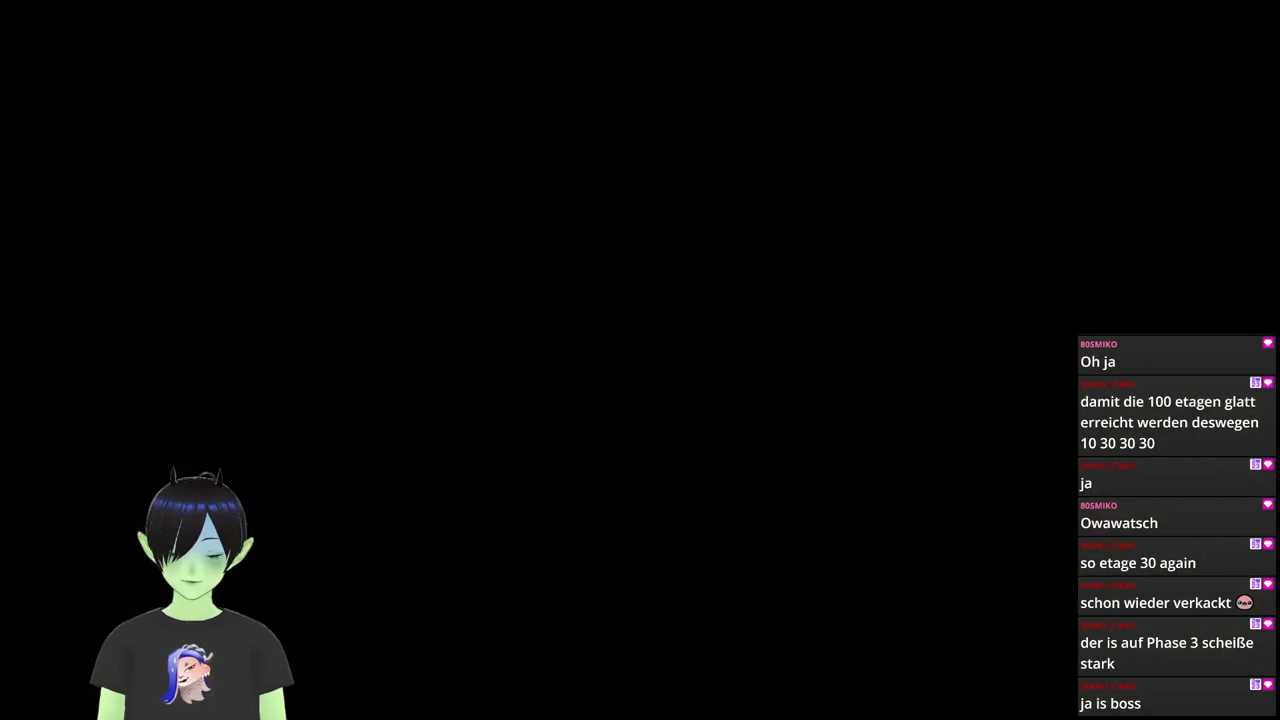 80SMIKO
Oh ja
damit die 100 etagen glatt
erreicht werden deswegen
10 30 30 30
ja
80SMIKO
Owawatsch
so etage 30 again
schon wieder verkackt
der is auf Phase 3 scheiße
stark
ja is boss